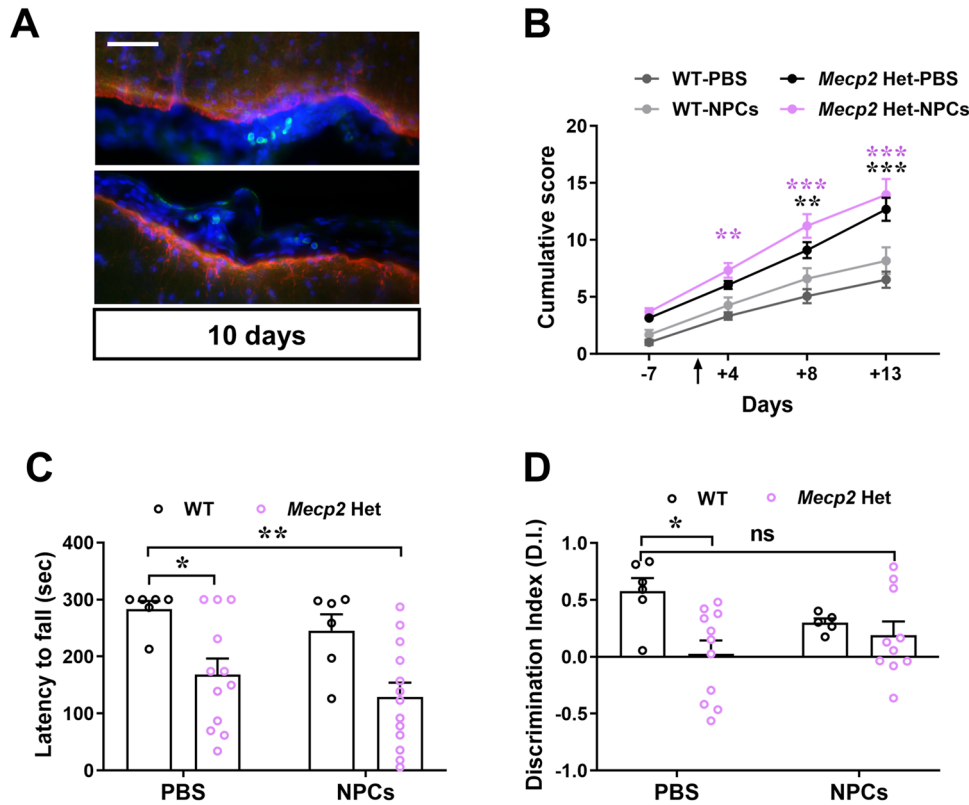 A
10 days
B
WT-PBS
Mecp2 Het-PBS
WT-NPCs
Mecp2 Het-NPCs
Cumulative score
20
15
10
5
0
**
***
**
***
***
-7
+4
+8
+13
Days
C
WT
Mecp2 Het
Latency to fall (sec)
400
300
200
100
0
**
*
PBS
NPCs
D
WT
Mecp2 Het
Discrimination Index (D.I.)
1.0
0.5
0.0
-0.5
-1.0
*
ns
PBS
NPCs